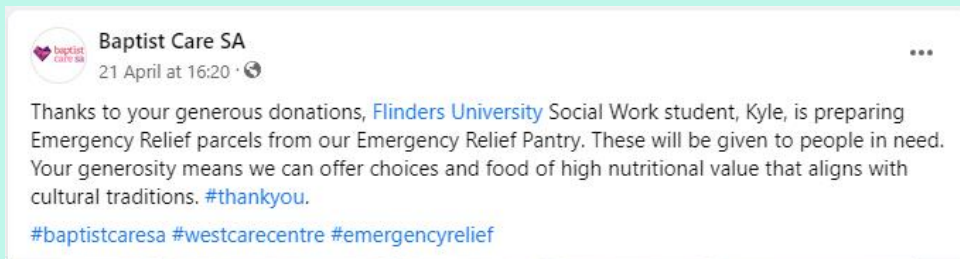 baptist
care sa
Baptist Care SA
21 April at 16:20 ·
Thanks to your generous donations, Flinders University Social Work student, Kyle, is preparing
Emergency Relief parcels from our Emergency Relief Pantry. These will be given to people in need.
Your generosity means we can offer choices and food of high nutritional value that aligns with
cultural traditions. #thankyou.
#baptistcaresa #westcarecentre #emergencyrelief